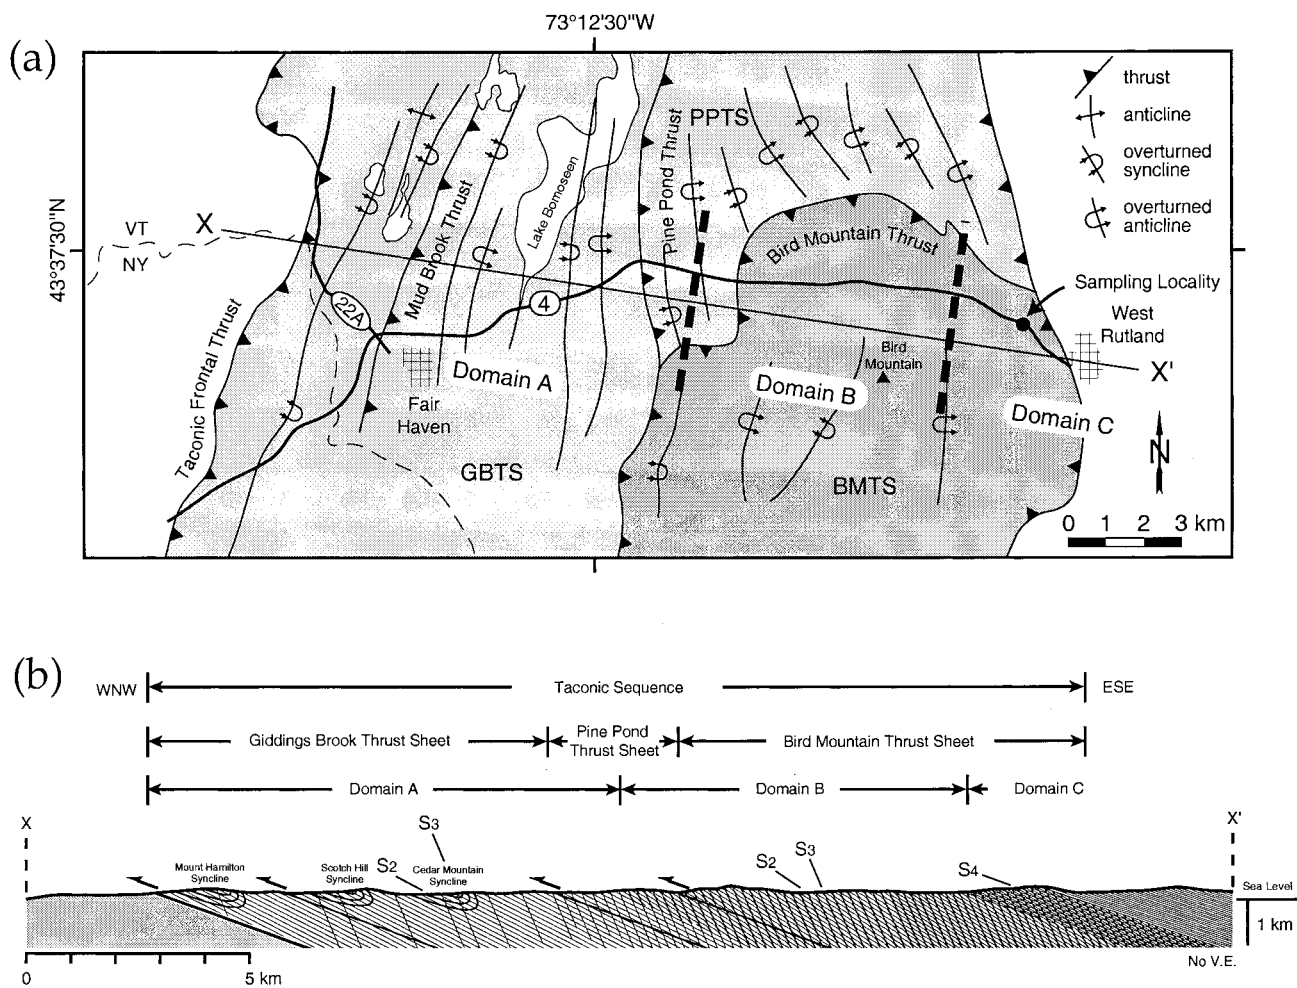 (a)
73°12'30"W
43°37'30"N
thrust
anticline
overturned
syncline
overturned
anticline
Sampling Locality
West
Rutland
PPTS
Pine Pond Thrust
Bird Mountain Thrust
Lake Bomoseen
Mud Brook Thrust
Taconic Frontal Thrust
VT
NY
X
22A
4
Domain A
Fair
Haven
GBTS
Bird
Mountain
Domain B
BMTS
Domain C
X'
N
0 1 2 3 km
(b)
WNW
Taconic Sequence
ESE
Giddings Brook Thrust Sheet
Pine Pond
Thrust Sheet
Bird Mountain Thrust Sheet
Domain A
Domain B
Domain C
X
X'
S3
S2
Mount Hamilton
Syncline
Scotch Hill
Syncline
Cedar Mountain
Syncline
S2
S3
S4
Sea Level
1 km
No V.E.
0
5 km